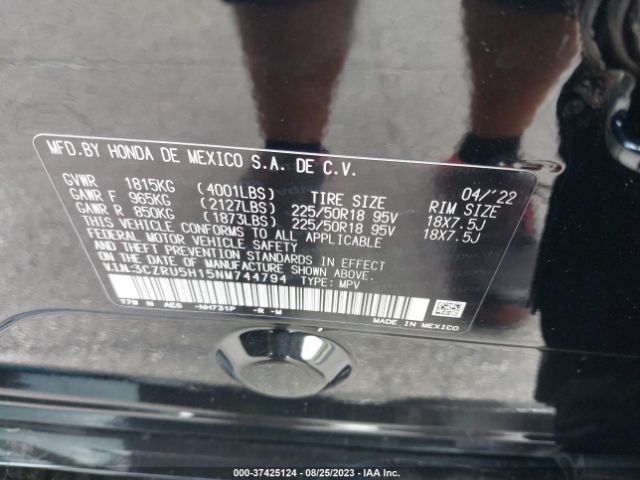 MFD.BY HONDA DE MEXICO S.A. DE C.V.
04/'22
GVWR 1815KG (4001LBS) TIRE SIZE RIM SIZE
GAWR F 965KG (2127LBS) 225/50R18 95V 18X7.5J
GAWR R 850KG (1873LBS) 225/50R18 95V 18X7.5J
THIS VEHICLE CONFORMS TO ALL APPLICABLE
FEDERAL MOTOR VEHICLE SAFETY
AND THEFT PREVENTION STANDARDS IN EFFECT
ON THE DATE OF MANUFACTURE SHOWN ABOVE.
V.I.N.:3CZRU5H15NM744794 TYPE: MPV
NH731P -R -M
MADE IN MEXICO
000-37425124 - 08/25/2023 - IAA Inc.